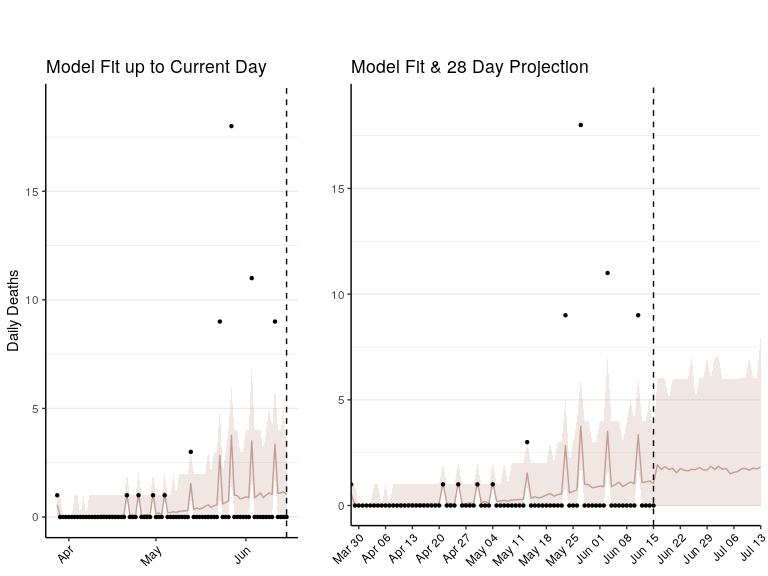 Model Fit up to Current Day
Model Fit & 28 Day Projection
Daily Deaths
15
10
5
0
Apr
May
Jun
15
10
5
0
Mar 30
Apr 06
Apr 13
Apr 20
Apr 27
May 04
May 11
May 18
May 25
Jun 01
Jun 08
Jun 15
Jun 22
Jun 29
Jul 06
Jul 13